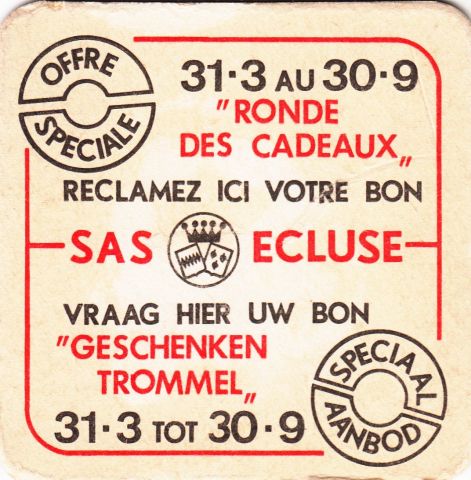 OFFRE
SPECIALE
31·3 AU 30·9
"RONDE
DES CADEAUX"
RECLAMEZ ICI VOTRE BON
SAS ECLUSE
VRAAG HIER UW BON
"GESCHENKEN
TROMMEL"
31·3 TOT 30·9
SPECIAAL
AANBOD